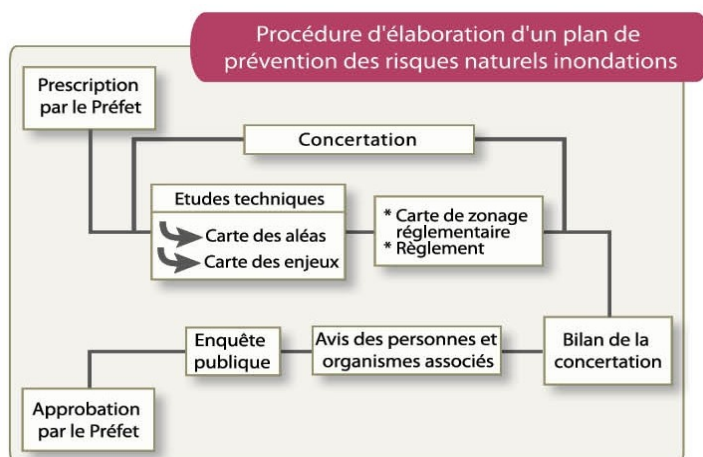 Procédure d'élaboration d'un plan de
prévention des risques naturels inondations
Prescription
par le Préfet
Concertation
Etudes techniques
Carte des aléas
Carte des enjeux
* Carte de zonage
réglementaire
* Règlement
Bilan de la
concertation
Avis des personnes et
organismes associés
Enquête
publique
Approbation
par le Préfet